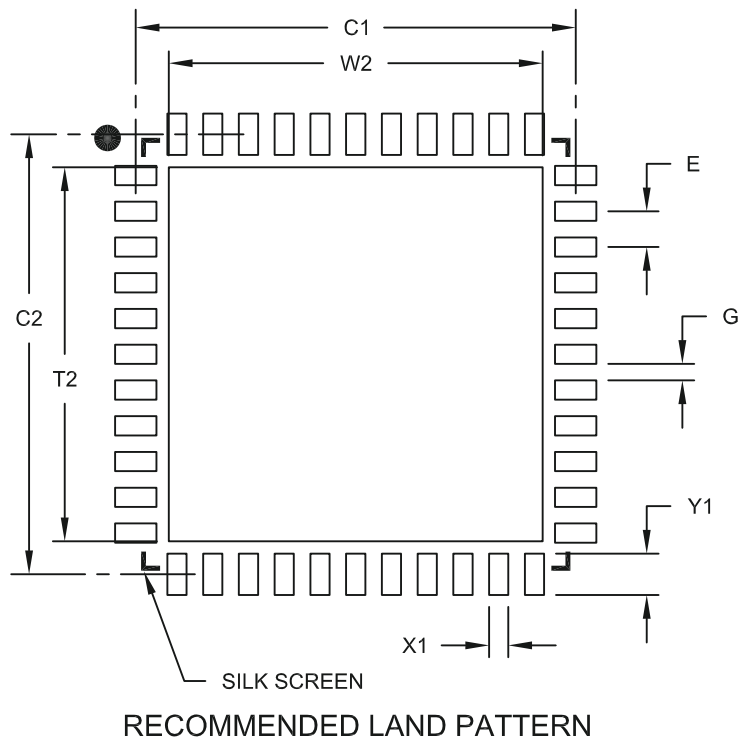 C1
W2
E
C2
G
T2
Y1
X1
SILK SCREEN
RECOMMENDED LAND PATTERN